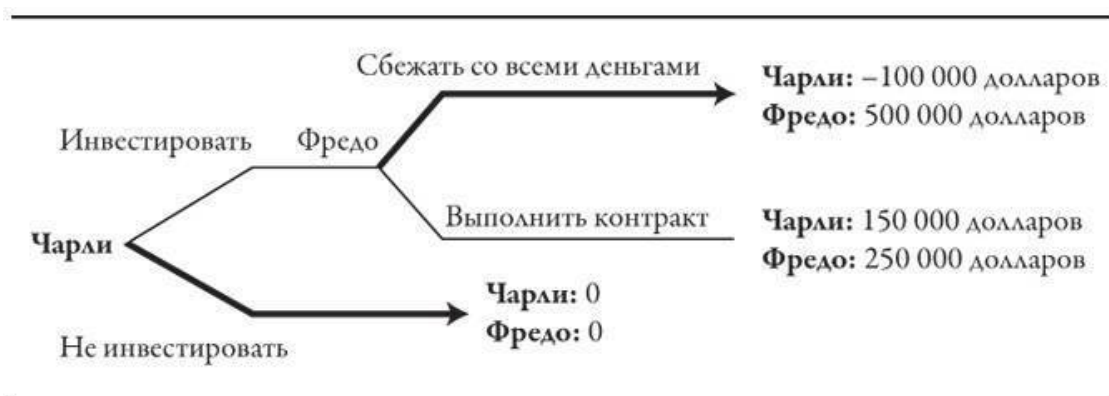 Сбежать со всеми деньгами
Чарли: –100 000 долларов
Фредо: 500 000 долларов
Инвестировать
Фредо
Выполнить контракт
Чарли: 150 000 долларов
Фредо: 250 000 долларов
Чарли
Чарли: 0
Фредо: 0
Не инвестировать